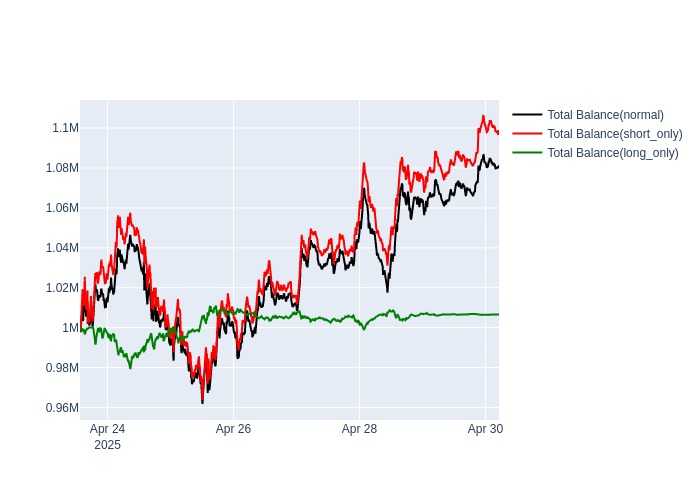 1.1M
1.08M
1.06M
1.04M
1.02M
1M
0.98M
0.96M
Apr 24
2025
Apr 26
Apr 28
Apr 30
Total Balance(normal)
Total Balance(short_only)
Total Balance(long_only)